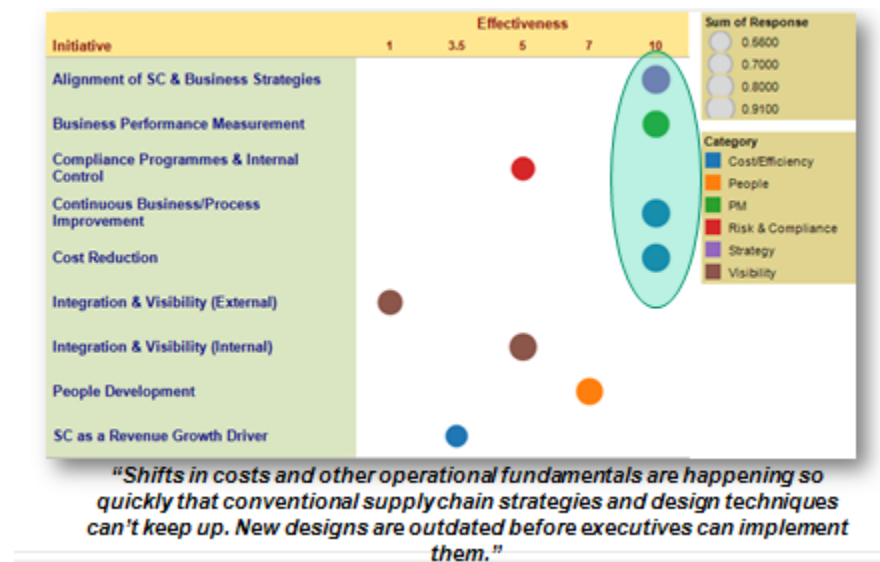 Effectiveness
Initiative
1 3.5 5 7 10
Alignment of SC & Business Strategies
Business Performance Measurement
Compliance Programmes & Internal
Control
Continuous Business/Process
Improvement
Cost Reduction
Integration & Visibility (External)
Integration & Visibility (Internal)
People Development
SC as a Revenue Growth Driver
Sum of Response
0.5600
0.7000
0.8000
0.9100
Category
Cost/Efficiency
People
PM
Risk & Compliance
Strategy
Visibility
“Shifts in costs and other operational fundamentals are happening so
quickly that conventional supply chain strategies and design techniques
can’t keep up. New designs are outdated before executives can implement
them.”